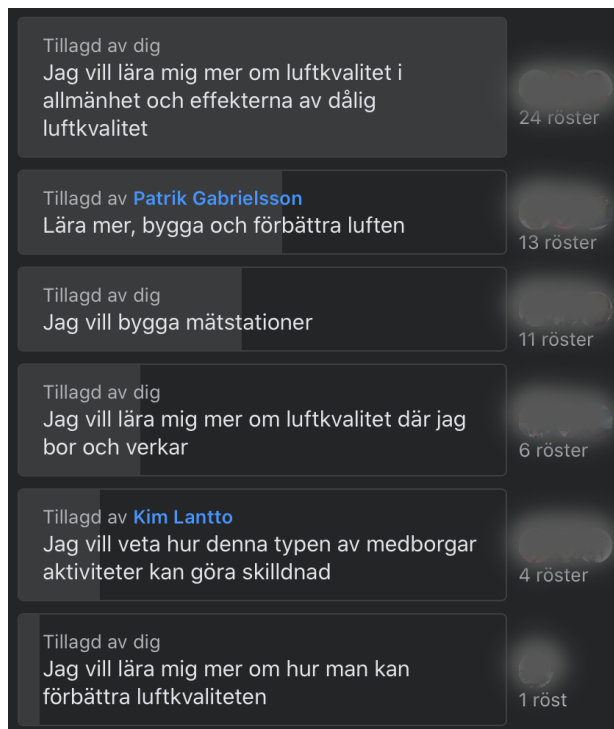 Tillagd av dig
Jag vill lära mig mer om luftkvalitet i
allmänhet och effekterna av dålig
luftkvalitet
24 röster
Tillagd av Patrik Gabrielsson
Lära mer, bygga och förbättra luften
13 röster
Tillagd av dig
Jag vill bygga mätstationer
11 röster
Tillagd av dig
Jag vill lära mig mer om luftkvalitet där jag
bor och verkar
6 röster
Tillagd av Kim Lantto
Jag vill veta hur denna typen av medborgar
aktiviteter kan göra skilldnad
4 röster
Tillagd av dig
Jag vill lära mig mer om hur man kan
förbättra luftkvaliteten
1 röst